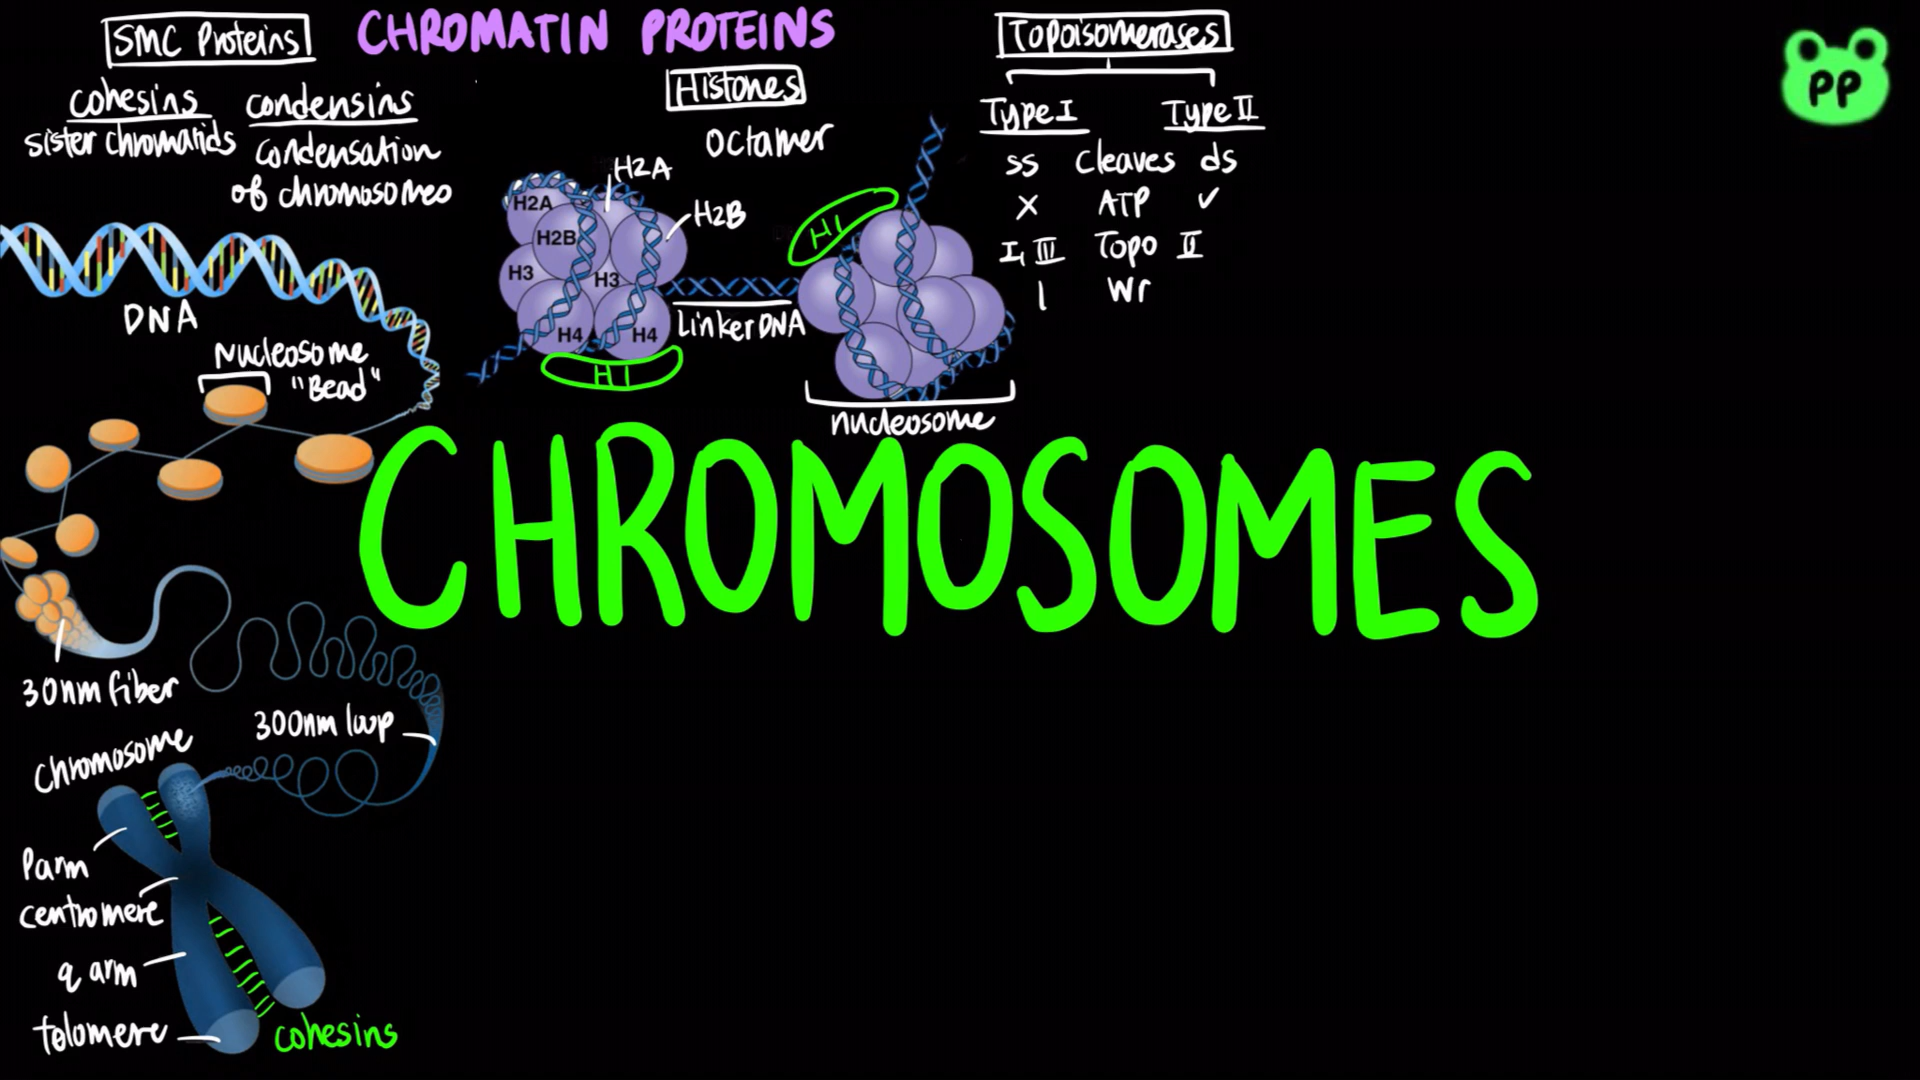 CHROMATIN PROTEINS
SMC Proteins
cohesins
sister chromatids
condensins
condensation
of chromosomes
DNA
Nucleosome
"Bead"
30nm fiber
300nm loop
Chromosome
P arm
centromere
q arm
telomere
cohesins
Histones
Octamer
H2A
H2A
H2B
H2B
H3
H3
H4
H4
H1
Linker DNA
H1
nucleosome
Topoisomerases
Type I Type II
ss Cleaves ds
X ATP ✓
I, III Topo II
1 Wr
PP
CHROMOSOMES